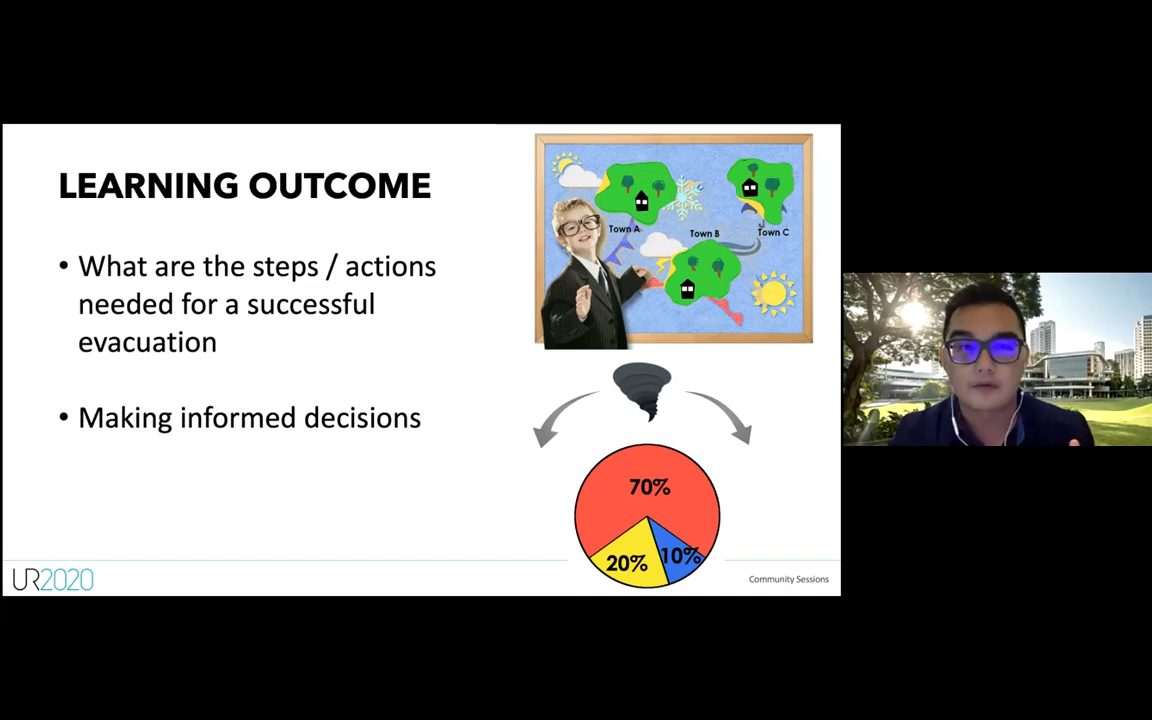 LEARNING OUTCOME
• What are the steps / actions
needed for a successful
evacuation
• Making informed decisions
Town A
Town B
Town C
70%
20%
10%
UR2020
Community Sessions